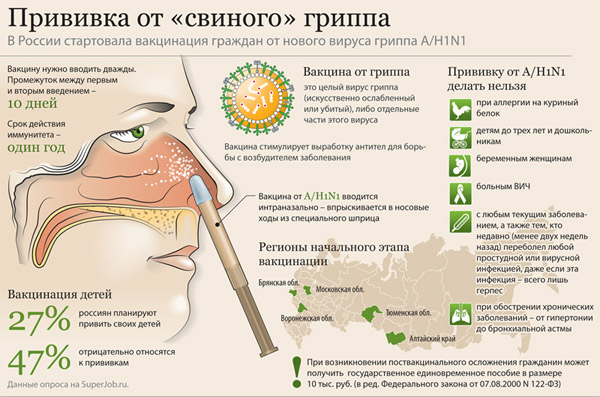 Прививка от «свиного» гриппа
В России стартовала вакцинация граждан от нового вируса гриппа A/H1N1
Вакцину нужно вводить дважды.
Промежуток между первым
и вторым введением –
10 дней
Срок действия
иммунитета –
один год
Вакцина от гриппа
это целый вирус гриппа
(искусственно ослабленный
или убитый), либо отдельные
части этого вируса
Вакцина стимулирует выработку антител для борь-
бы с возбудителем заболевания
Вакцина от A/H1N1 вводится
интраназально – впрыскивается в носовые
ходы из специального шприца
Прививку от A/H1N1
делать нельзя
при аллергии на куриный
белок
детям до трех лет и дошколь-
никам
беременным женщинам
больным ВИЧ
с любым текущим заболева-
нием, а также тем, кто
недавно (менее двух недель
назад) переболел любой
простудной или вирусной
инфекцией, даже если эта
инфекция – всего лишь
герпес
при обострении хронических
заболеваний – от гипертонии
до бронхиальной астмы
Регионы начального этапа
вакцинации
Брянская обл.
Московская обл.
Воронежская обл.
Тюменская обл.
Алтайский край
Вакцинация детей
27% россиян планируют
привить своих детей
47% отрицательно относятся
к прививкам
Данные опроса на SuperJob.ru.
! При возникновении поствакцинального осложнения гражданин может
получить государственное единовременное пособие в размере
10 тыс. руб. (в ред. Федерального закона от 07.08.2000 N 122-ФЗ)